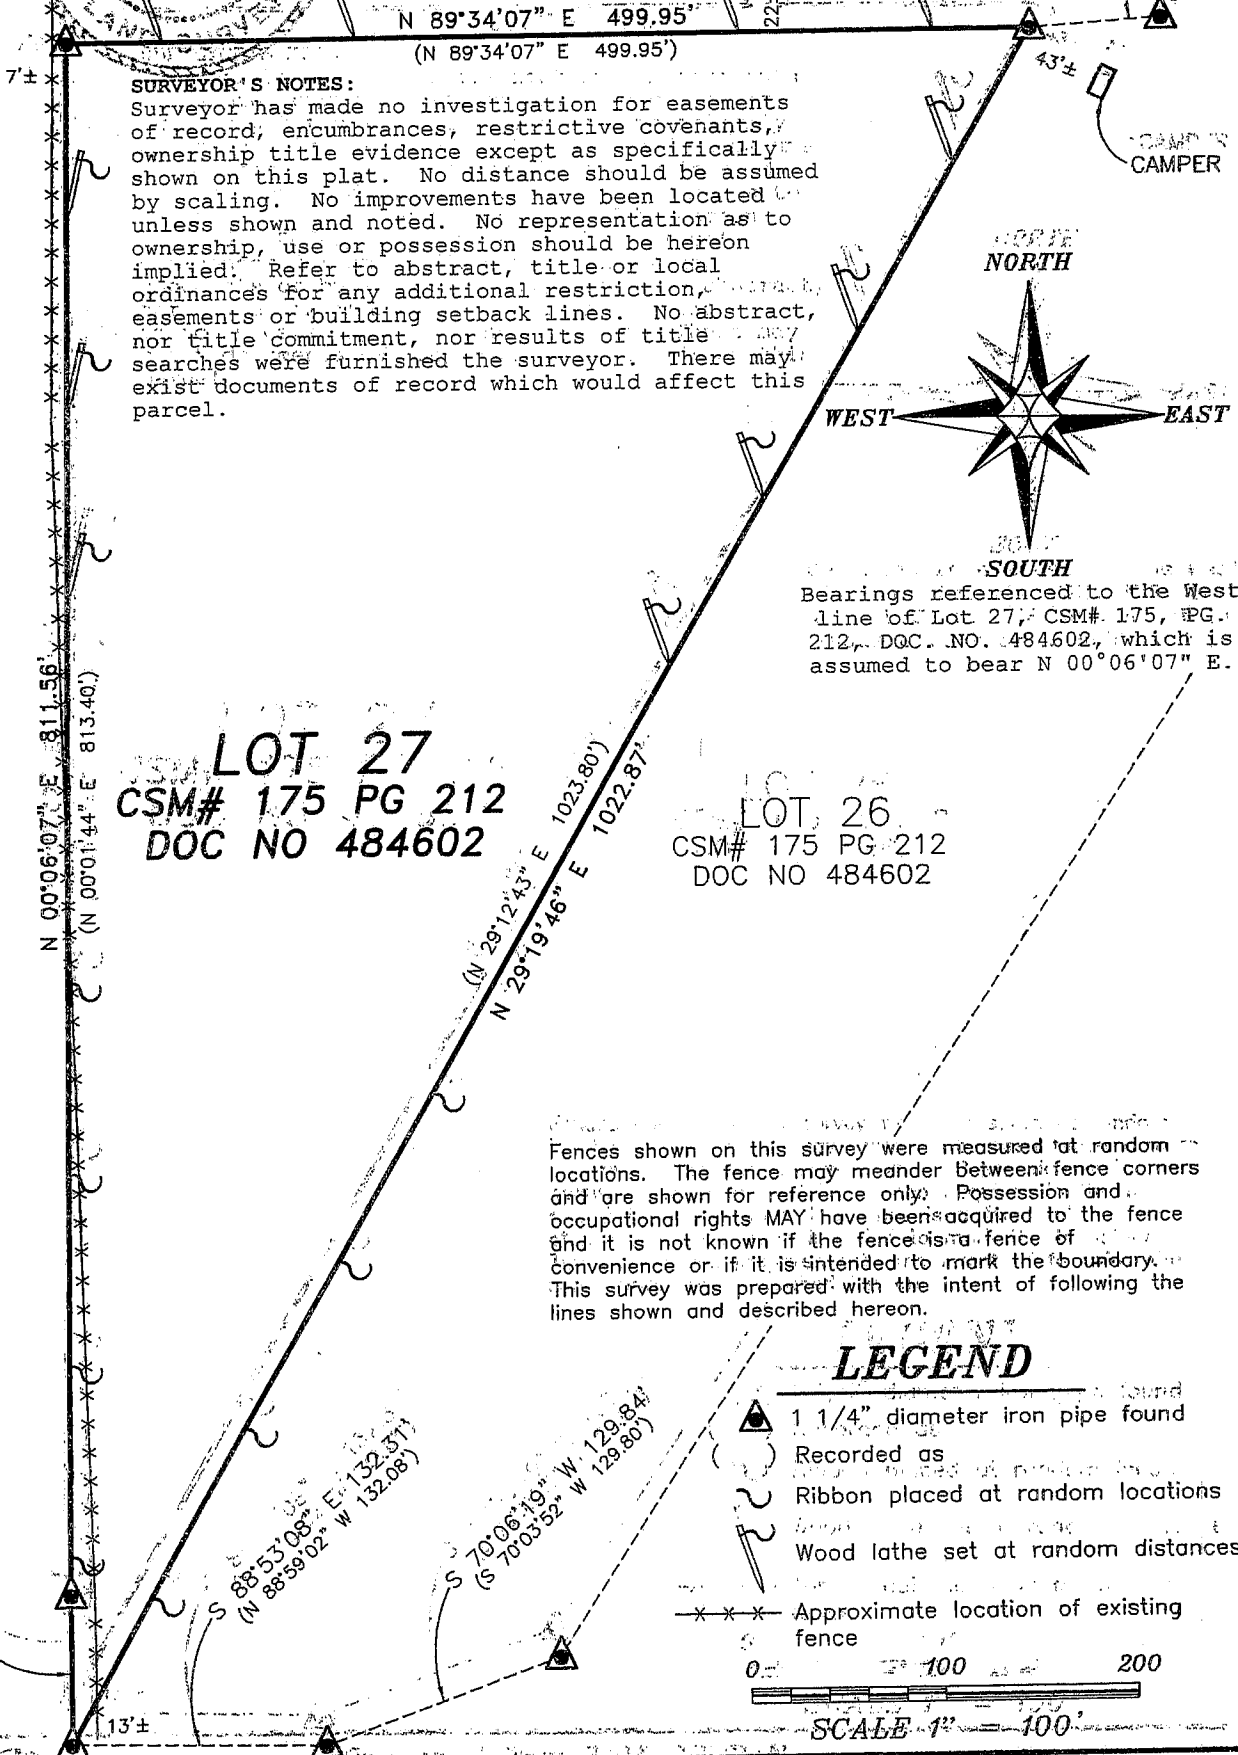 N 89°34'07" E 499.95'
(N 89°34'07" E 499.95')
7'±
43'±
CAMPER
SURVEYOR'S NOTES:
Surveyor has made no investigation for easements
of record, encumbrances, restrictive covenants,
ownership title evidence except as specifically
shown on this plat. No distance should be assumed
by scaling. No improvements have been located
unless shown and noted. No representation as to
ownership, use or possession should be hereon
implied. Refer to abstract, title or local
ordinances for any additional restriction,
easements or building setback lines. No abstract,
nor title commitment, nor results of title
searches were furnished the surveyor. There may
exist documents of record which would affect this
parcel.
NORTH
WEST
EAST
SOUTH
Bearings referenced to the West
line of Lot 27, CSM# 175, PG.
212, DOC. NO. 484602, which is
assumed to bear N 00°06'07" E.
N 00°06'07" E 811.56'
(N 00°01'44" E 813.40')
LOT 27
CSM# 175 PG 212
DOC NO 484602
(N 29°12'43" E 1023.80')
N 29°19'46" E 1022.87'
LOT 26
CSM# 175 PG 212
DOC NO 484602
Fences shown on this survey were measured at random
locations. The fence may meander between fence corners
and are shown for reference only. Possession and
occupational rights MAY have been acquired to the fence
and it is not known if the fence is a fence of
convenience or if it is intended to mark the boundary.
This survey was prepared with the intent of following the
lines shown and described hereon.
LEGEND
1 1/4" diameter iron pipe found
( ) Recorded as
Ribbon placed at random locations
Wood lathe set at random distances
Approximate location of existing
fence
S 88°53'08" E 132.31'
(N 88°59'02" W 132.08')
S 70°06'19" W 129.84'
(S 70°03'52" W 129.80')
13'±
0 100 200
SCALE 1" = 100'